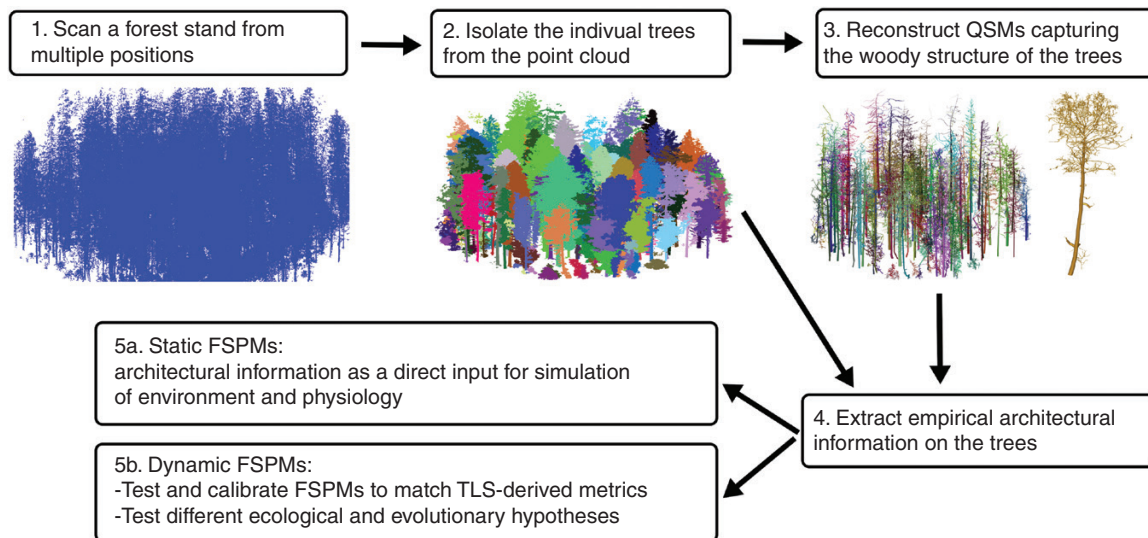 1. Scan a forest stand from
multiple positions
2. Isolate the indivual trees
from the point cloud
3. Reconstruct QSMs capturing
the woody structure of the trees
4. Extract empirical architectural
information on the trees
5a. Static FSPMs:
architectural information as a direct input for simulation
of environment and physiology
5b. Dynamic FSPMs:
-Test and calibrate FSPMs to match TLS-derived metrics
-Test different ecological and evolutionary hypotheses